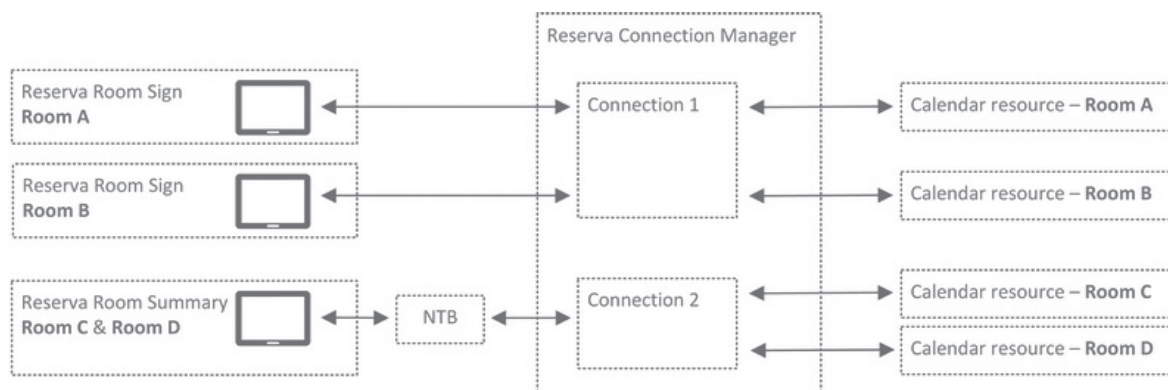 Reserva Connection Manager
Reserva Room Sign
Room A
Connection 1
Calendar resource – Room A
Reserva Room Sign
Room B
Calendar resource – Room B
Reserva Room Summary
Room C & Room D
NTB
Connection 2
Calendar resource – Room C
Calendar resource – Room D